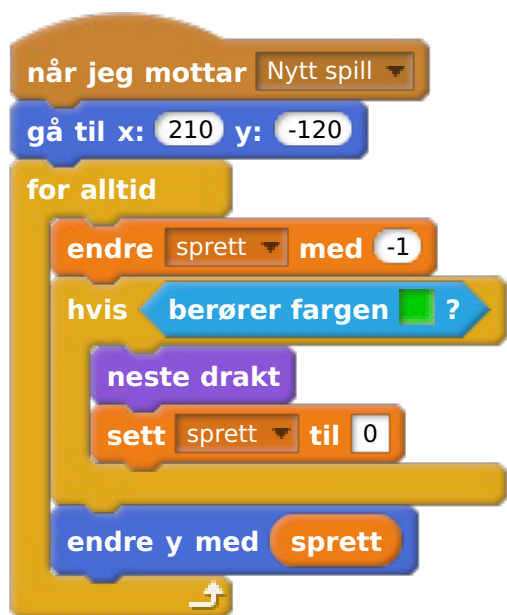 når jeg mottar Nytt spill
gå til x: 210 y: -120
for alltid
endre sprett med -1
hvis berører fargen ?
neste drakt
sett sprett til 0
endre y med sprett